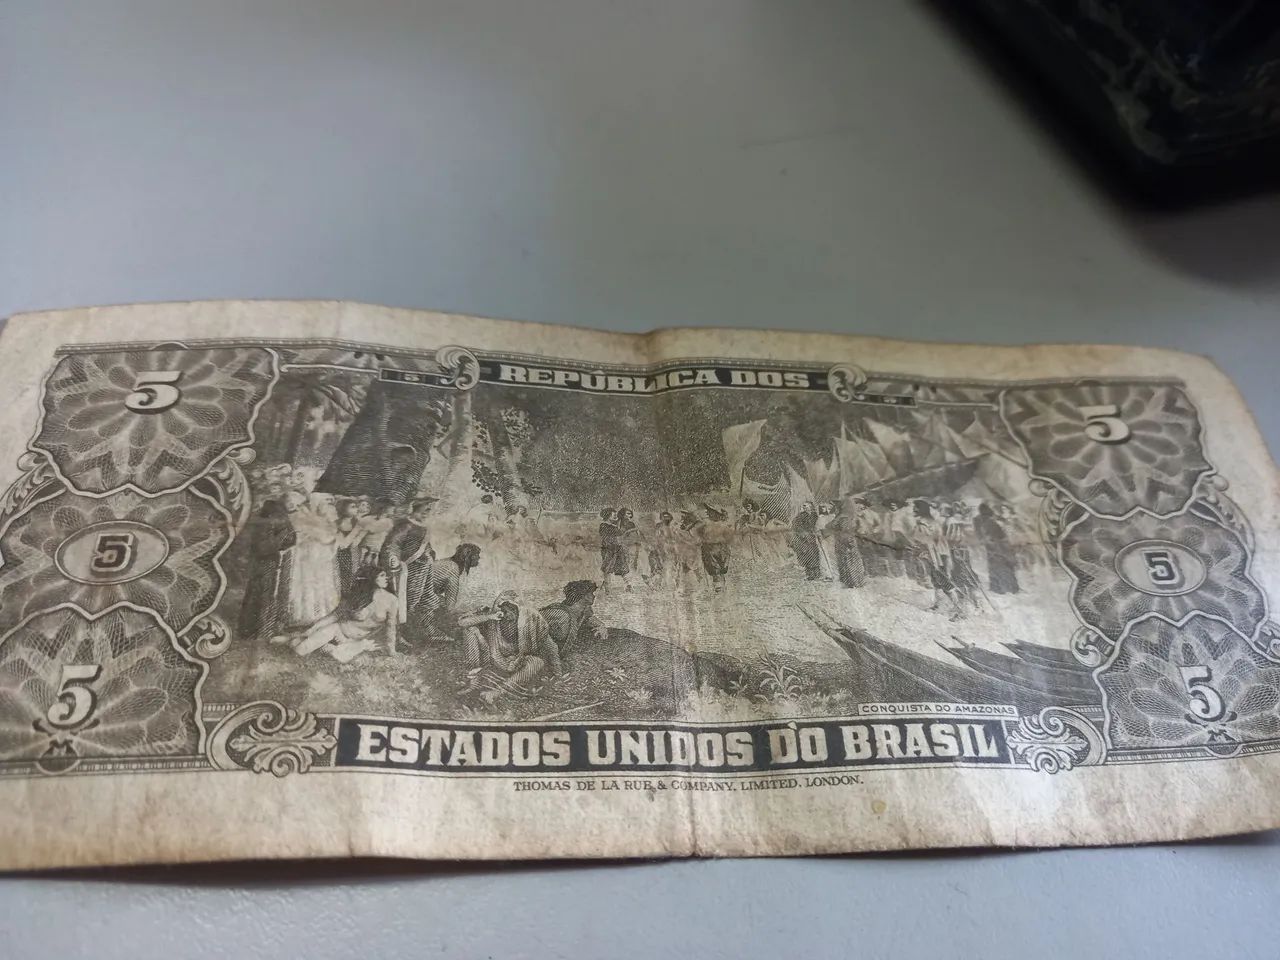 5 REPÚBLICA DOS 5
5 5
5 5
5 5
CONQUISTA DO AMAZONAS
ESTADOS UNIDOS DO BRASIL
THOMAS DE LA RUE & COMPANY, LIMITED, LONDON.